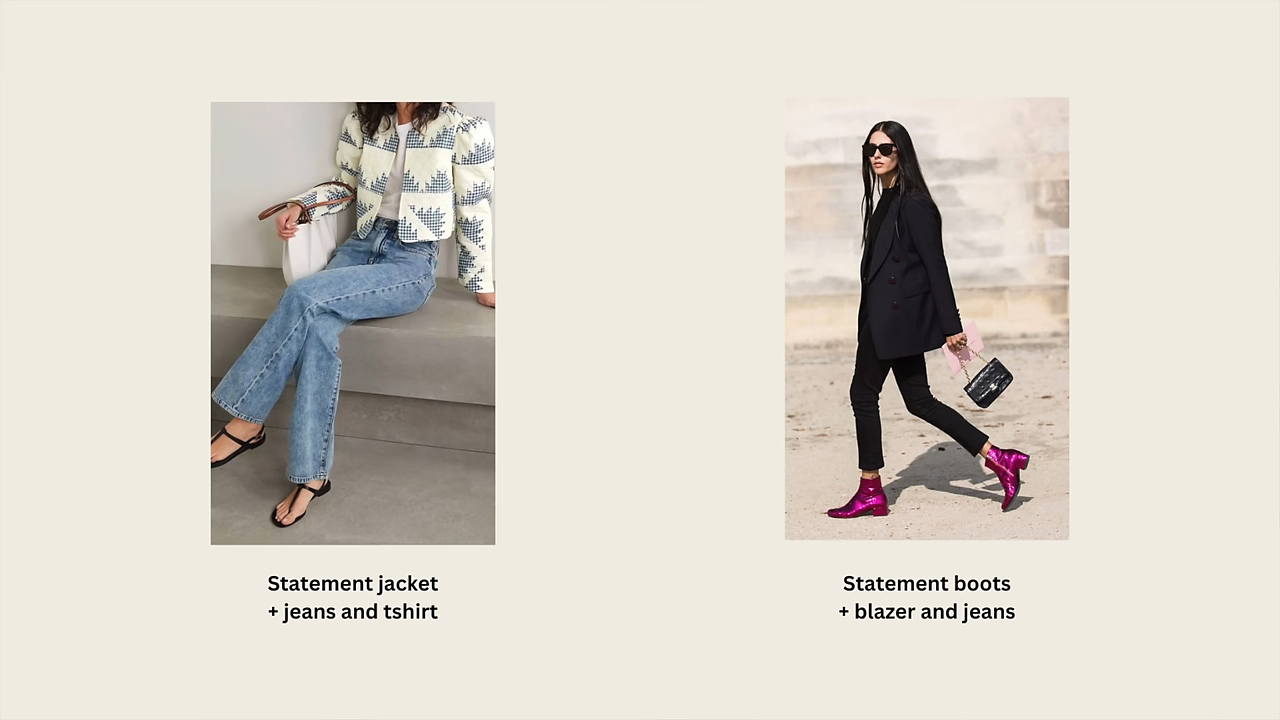 Statement jacket
+ jeans and tshirt
Statement boots
+ blazer and jeans